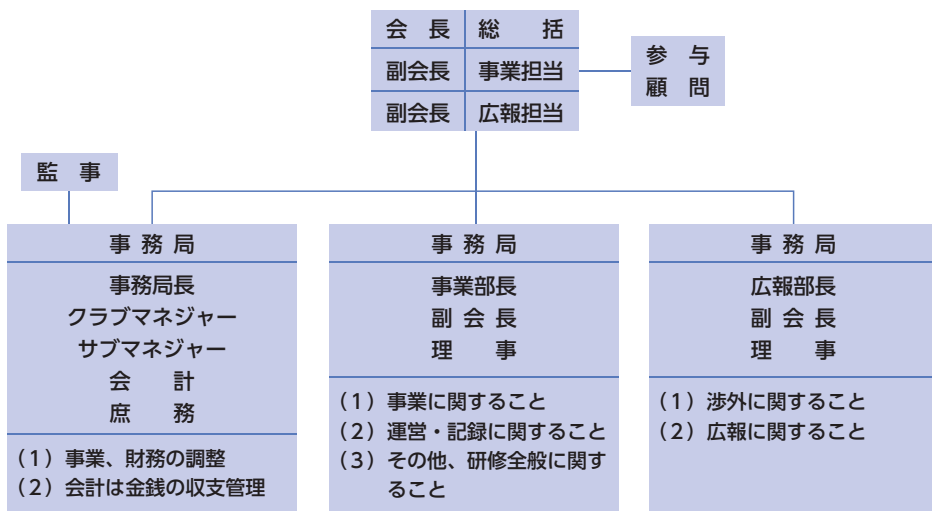 会　長　総　　括
副会長　事業担当
副会長　広報担当
参　与
顧　問
監　事
事 務 局
事務局長
クラブマネジャー
サブマネジャー
会　　計
庶　　務
（1）事業、財務の調整
（2）会計は金銭の収支管理
事 務 局
事業部長
副 会 長
理　　事
（1）事業に関すること
（2）運営・記録に関すること
（3）その他、研修全般に関す
ること
事 務 局
広報部長
副 会 長
理　　事
（1）渉外に関すること
（2）広報に関すること